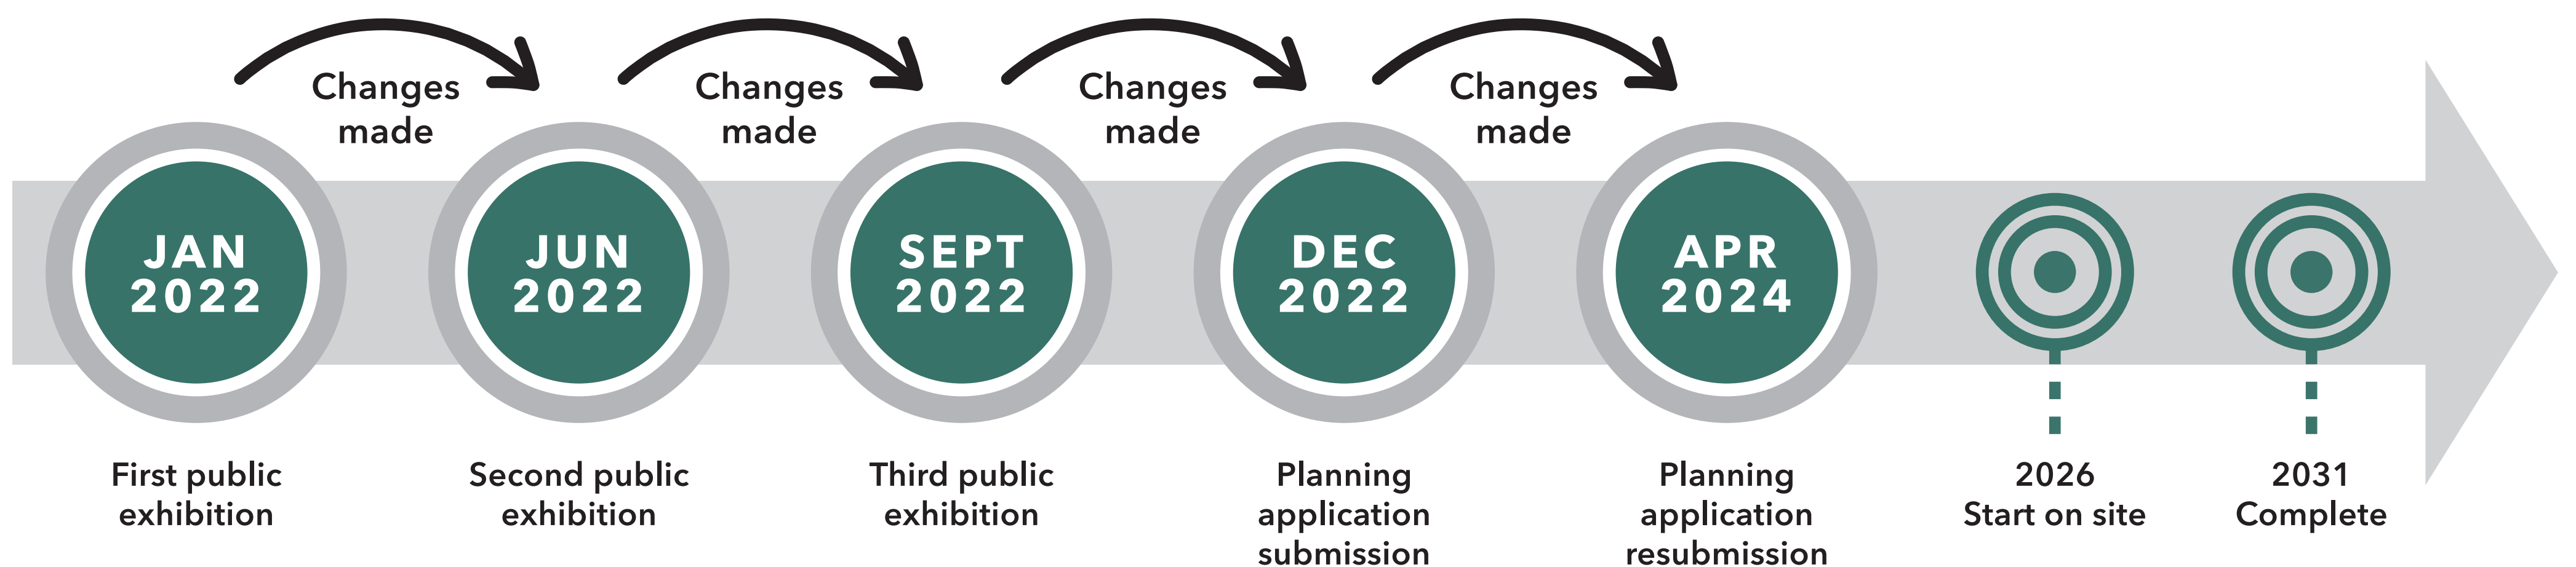 Changes
made
Changes
made
Changes
made
Changes
made
JAN
2022
JUN
2022
SEPT
2022
DEC
2022
APR
2024
First public
exhibition
Second public
exhibition
Third public
exhibition
Planning
application
submission
Planning
application
resubmission
2026
Start on site
2031
Complete